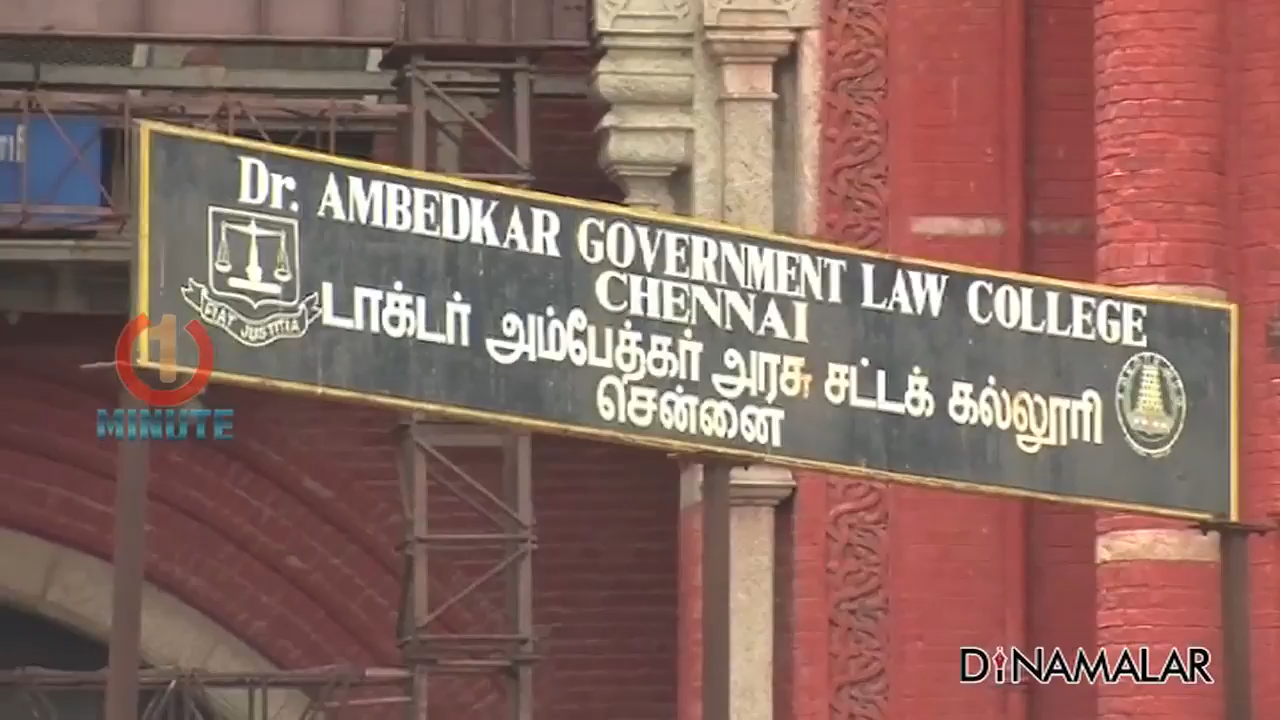 Dr. AMBEDKAR GOVERNMENT LAW COLLEGE
CHENNAI
டாக்டர் அம்பேத்கர் அரசு சட்டக் கல்லூரி
சென்னை
FIAT JUSTITIA
1
MINUTE
DINAMALAR